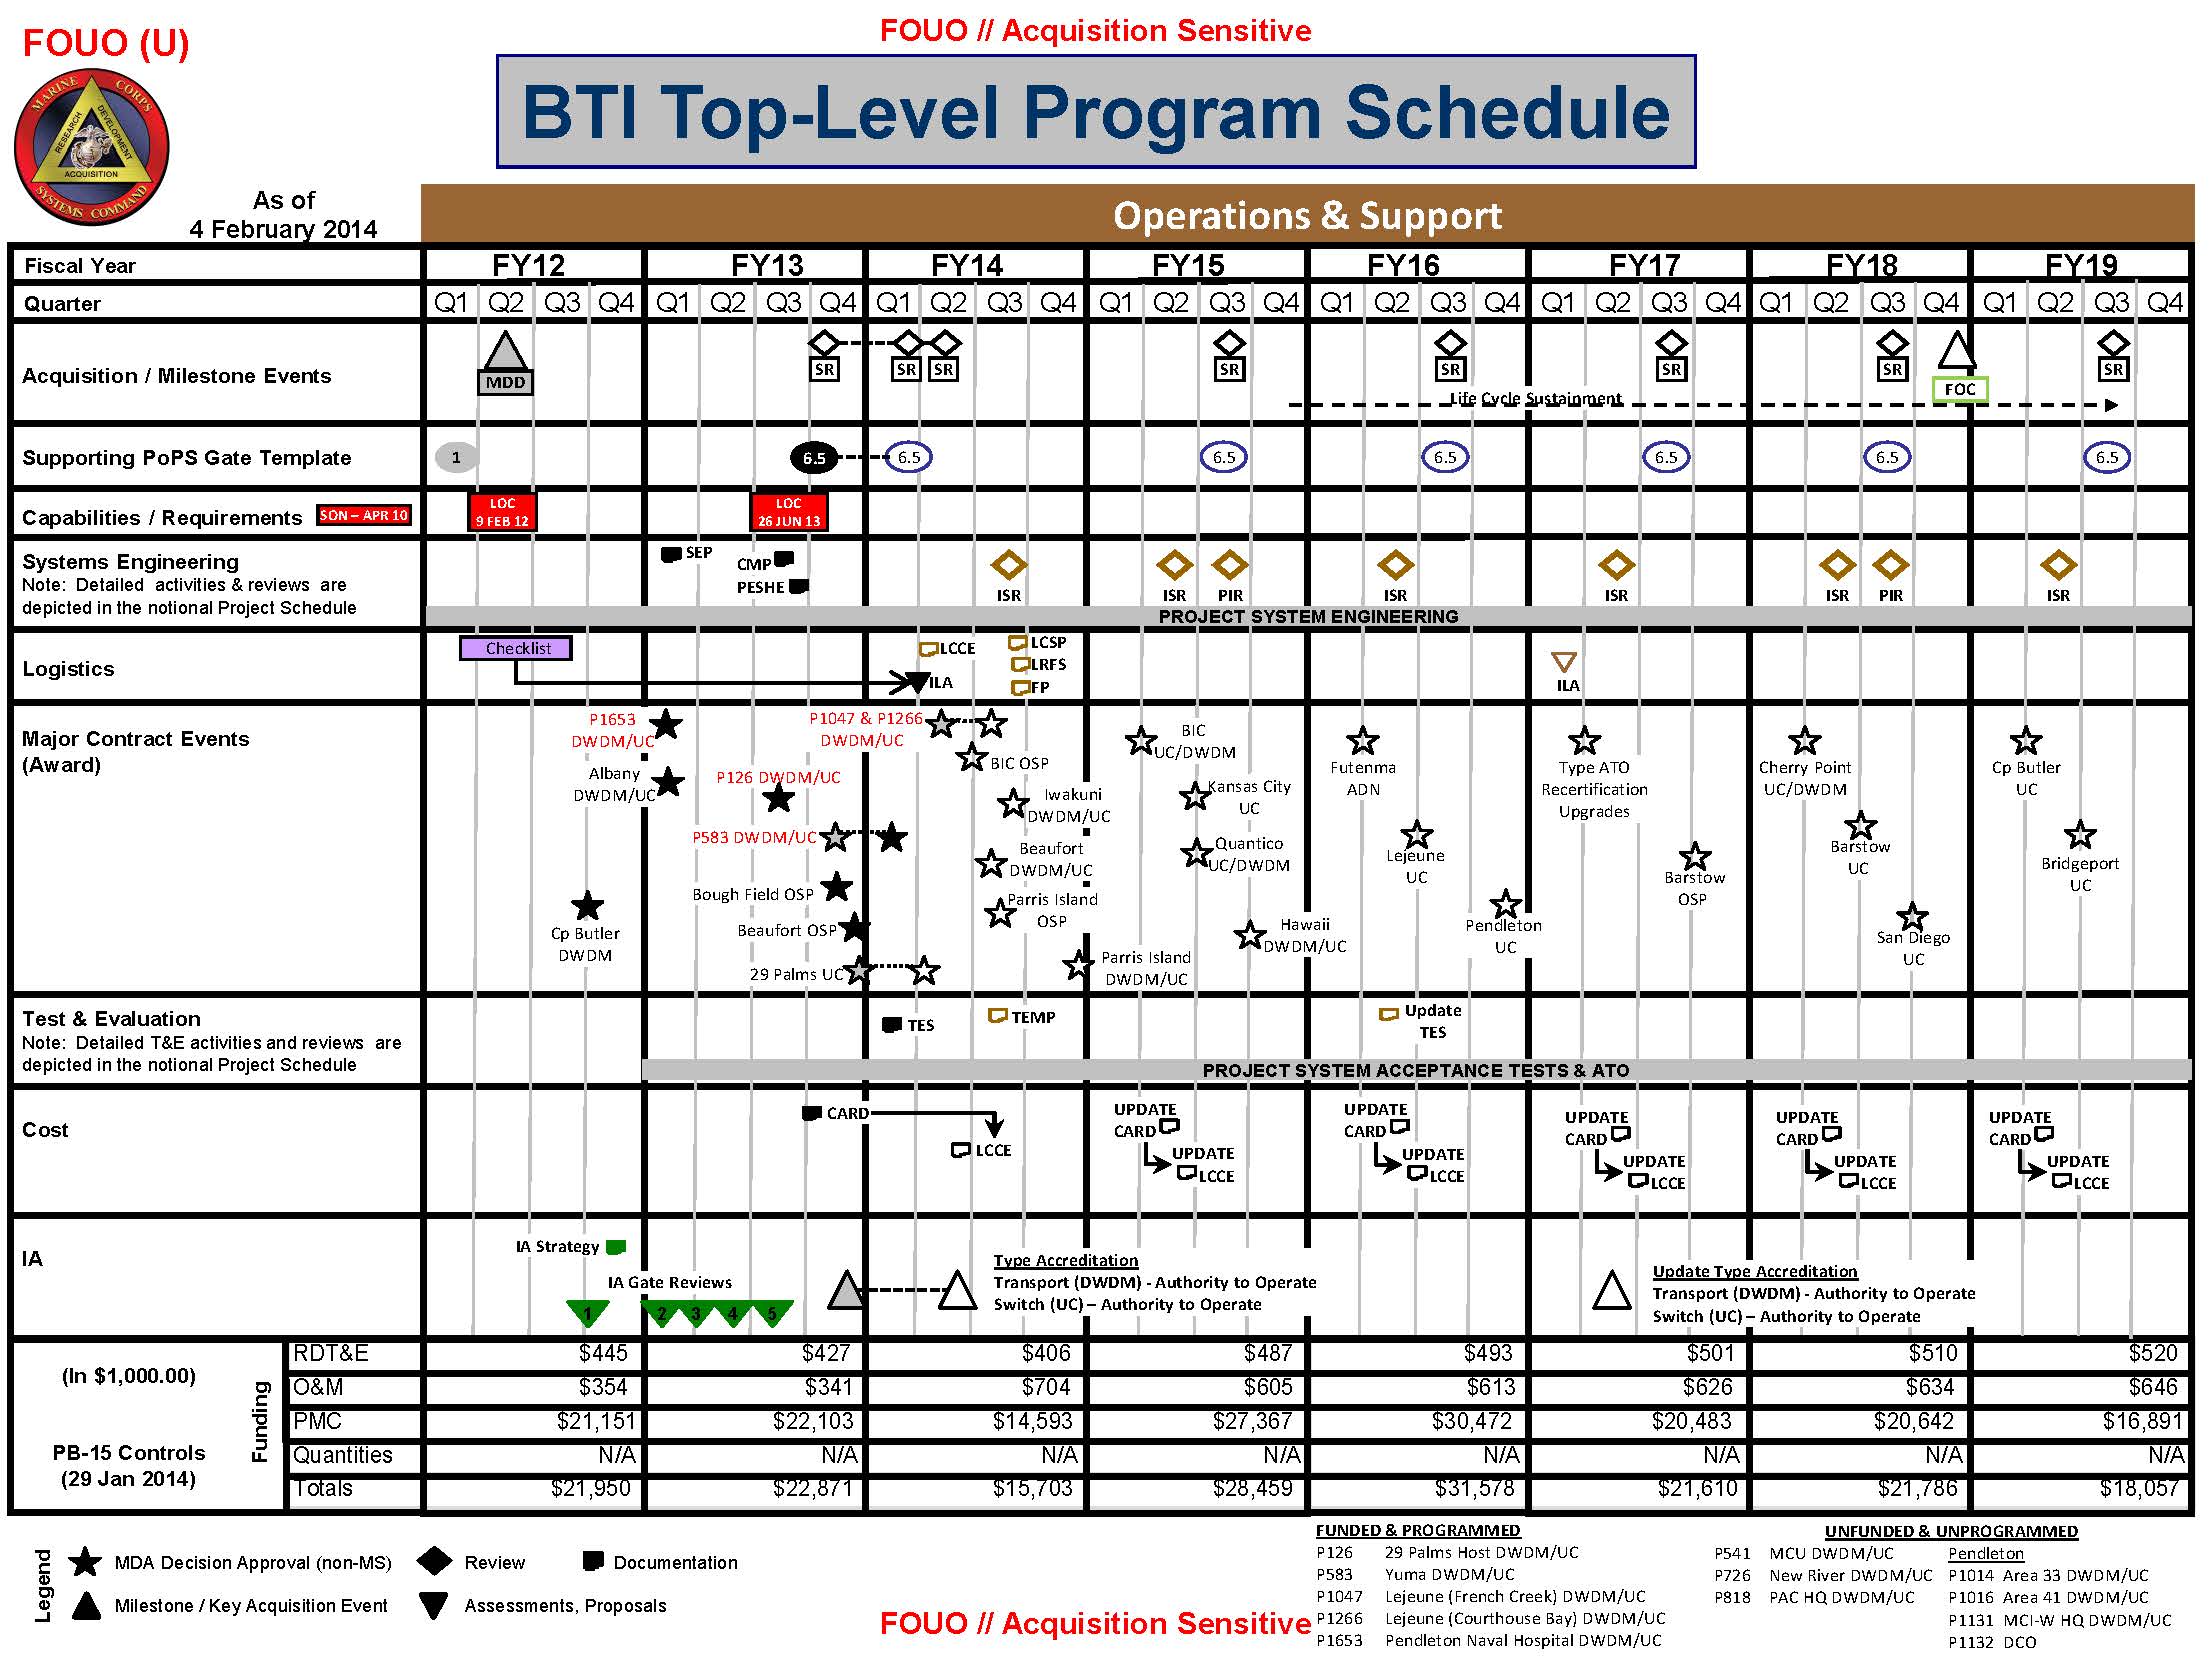 FOUO (U)
FOUO // Acquisition Sensitive
BTI Top-Level Program Schedule
MARINE CORPS
SYSTEMS COMMAND
RESEARCH
DEVELOPMENT
ACQUISITION
As of
4 February 2014
Operations & Support
Fiscal Year FY12 FY13 FY14 FY15 FY16 FY17 FY18 FY19
Quarter Q1 Q2 Q3 Q4 Q1 Q2 Q3 Q4 Q1 Q2 Q3 Q4 Q1 Q2 Q3 Q4 Q1 Q2 Q3 Q4 Q1 Q2 Q3 Q4 Q1 Q2 Q3 Q4 Q1 Q2 Q3 Q4
Acquisition / Milestone Events
MDD SR SR SR SR SR SR SR FOC SR
Life Cycle Sustainment
Supporting PoPS Gate Template 1 6.5 6.5 6.5 6.5 6.5 6.5 6.5
Capabilities / Requirements SON – APR 10
LOC
9 FEB 12
LOC
26 JUN 13
Systems Engineering
Note: Detailed activities & reviews are
depicted in the notional Project Schedule
SEP
CMP
PESHE
ISR ISR PIR ISR ISR ISR PIR ISR
PROJECT SYSTEM ENGINEERING
Logistics
Checklist
LCCE
ILA
LCSP
LRFS
FP
ILA
Major Contract Events
(Award)
P1653
DWDM/UC
Albany
DWDM/UC
Cp Butler
DWDM
P126 DWDM/UC
P583 DWDM/UC
Bough Field OSP
Beaufort OSP
29 Palms UC
P1047 & P1266
DWDM/UC
BIC OSP
Iwakuni
DWDM/UC
Beaufort
DWDM/UC
Parris Island
OSP
Parris Island
DWDM/UC
BIC
UC/DWDM
Kansas City
UC
Quantico
UC/DWDM
Hawaii
DWDM/UC
Futenma
ADN
Lejeune
UC
Pendleton
UC
Type ATO
Recertification
Upgrades
Barstow
OSP
Cherry Point
UC/DWDM
Barstow
UC
San Diego
UC
Cp Butler
UC
Bridgeport
UC
Test & Evaluation
Note: Detailed T&E activities and reviews are
depicted in the notional Project Schedule
TES
TEMP
Update
TES
PROJECT SYSTEM ACCEPTANCE TESTS & ATO
Cost
CARD
LCCE
UPDATE
CARD
UPDATE
LCCE
UPDATE
CARD
UPDATE
LCCE
UPDATE
CARD
UPDATE
LCCE
UPDATE
CARD
UPDATE
LCCE
UPDATE
CARD
UPDATE
LCCE
IA
IA Strategy
IA Gate Reviews
1 2 3 4 5
Type Accreditation
Transport (DWDM) - Authority to Operate
Switch (UC) – Authority to Operate
Update Type Accreditation
Transport (DWDM) - Authority to Operate
Switch (UC) – Authority to Operate
(In $1,000.00)
PB-15 Controls
(29 Jan 2014)
Funding
RDT&E $445 $427 $406 $487 $493 $501 $510 $520
O&M $354 $341 $704 $605 $613 $626 $634 $646
PMC $21,151 $22,103 $14,593 $27,367 $30,472 $20,483 $20,642 $16,891
Quantities N/A N/A N/A N/A N/A N/A N/A N/A
Totals $21,950 $22,871 $15,703 $28,459 $31,578 $21,610 $21,786 $18,057
Legend
MDA Decision Approval (non-MS)
Review
Documentation
Milestone / Key Acquisition Event
Assessments, Proposals
FOUO // Acquisition Sensitive
FUNDED & PROGRAMMED
P126 29 Palms Host DWDM/UC
P583 Yuma DWDM/UC
P1047 Lejeune (French Creek) DWDM/UC
P1266 Lejeune (Courthouse Bay) DWDM/UC
P1653 Pendleton Naval Hospital DWDM/UC
UNFUNDED & UNPROGRAMMED
P541 MCU DWDM/UC
P726 New River DWDM/UC
P818 PAC HQ DWDM/UC
Pendleton
P1014 Area 33 DWDM/UC
P1016 Area 41 DWDM/UC
P1131 MCI-W HQ DWDM/UC
P1132 DCO